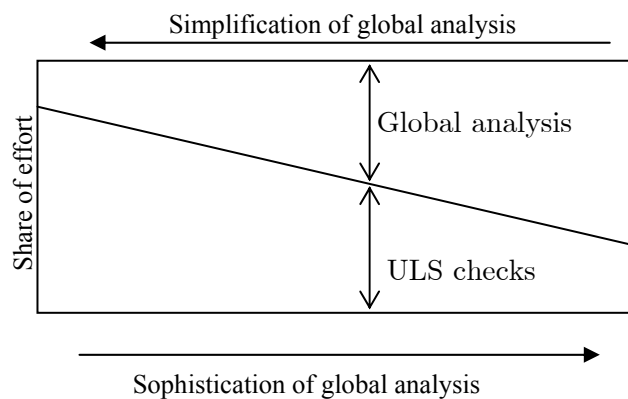 Simplification of global analysis
Share of effort
Global analysis
ULS checks
Sophistication of global analysis